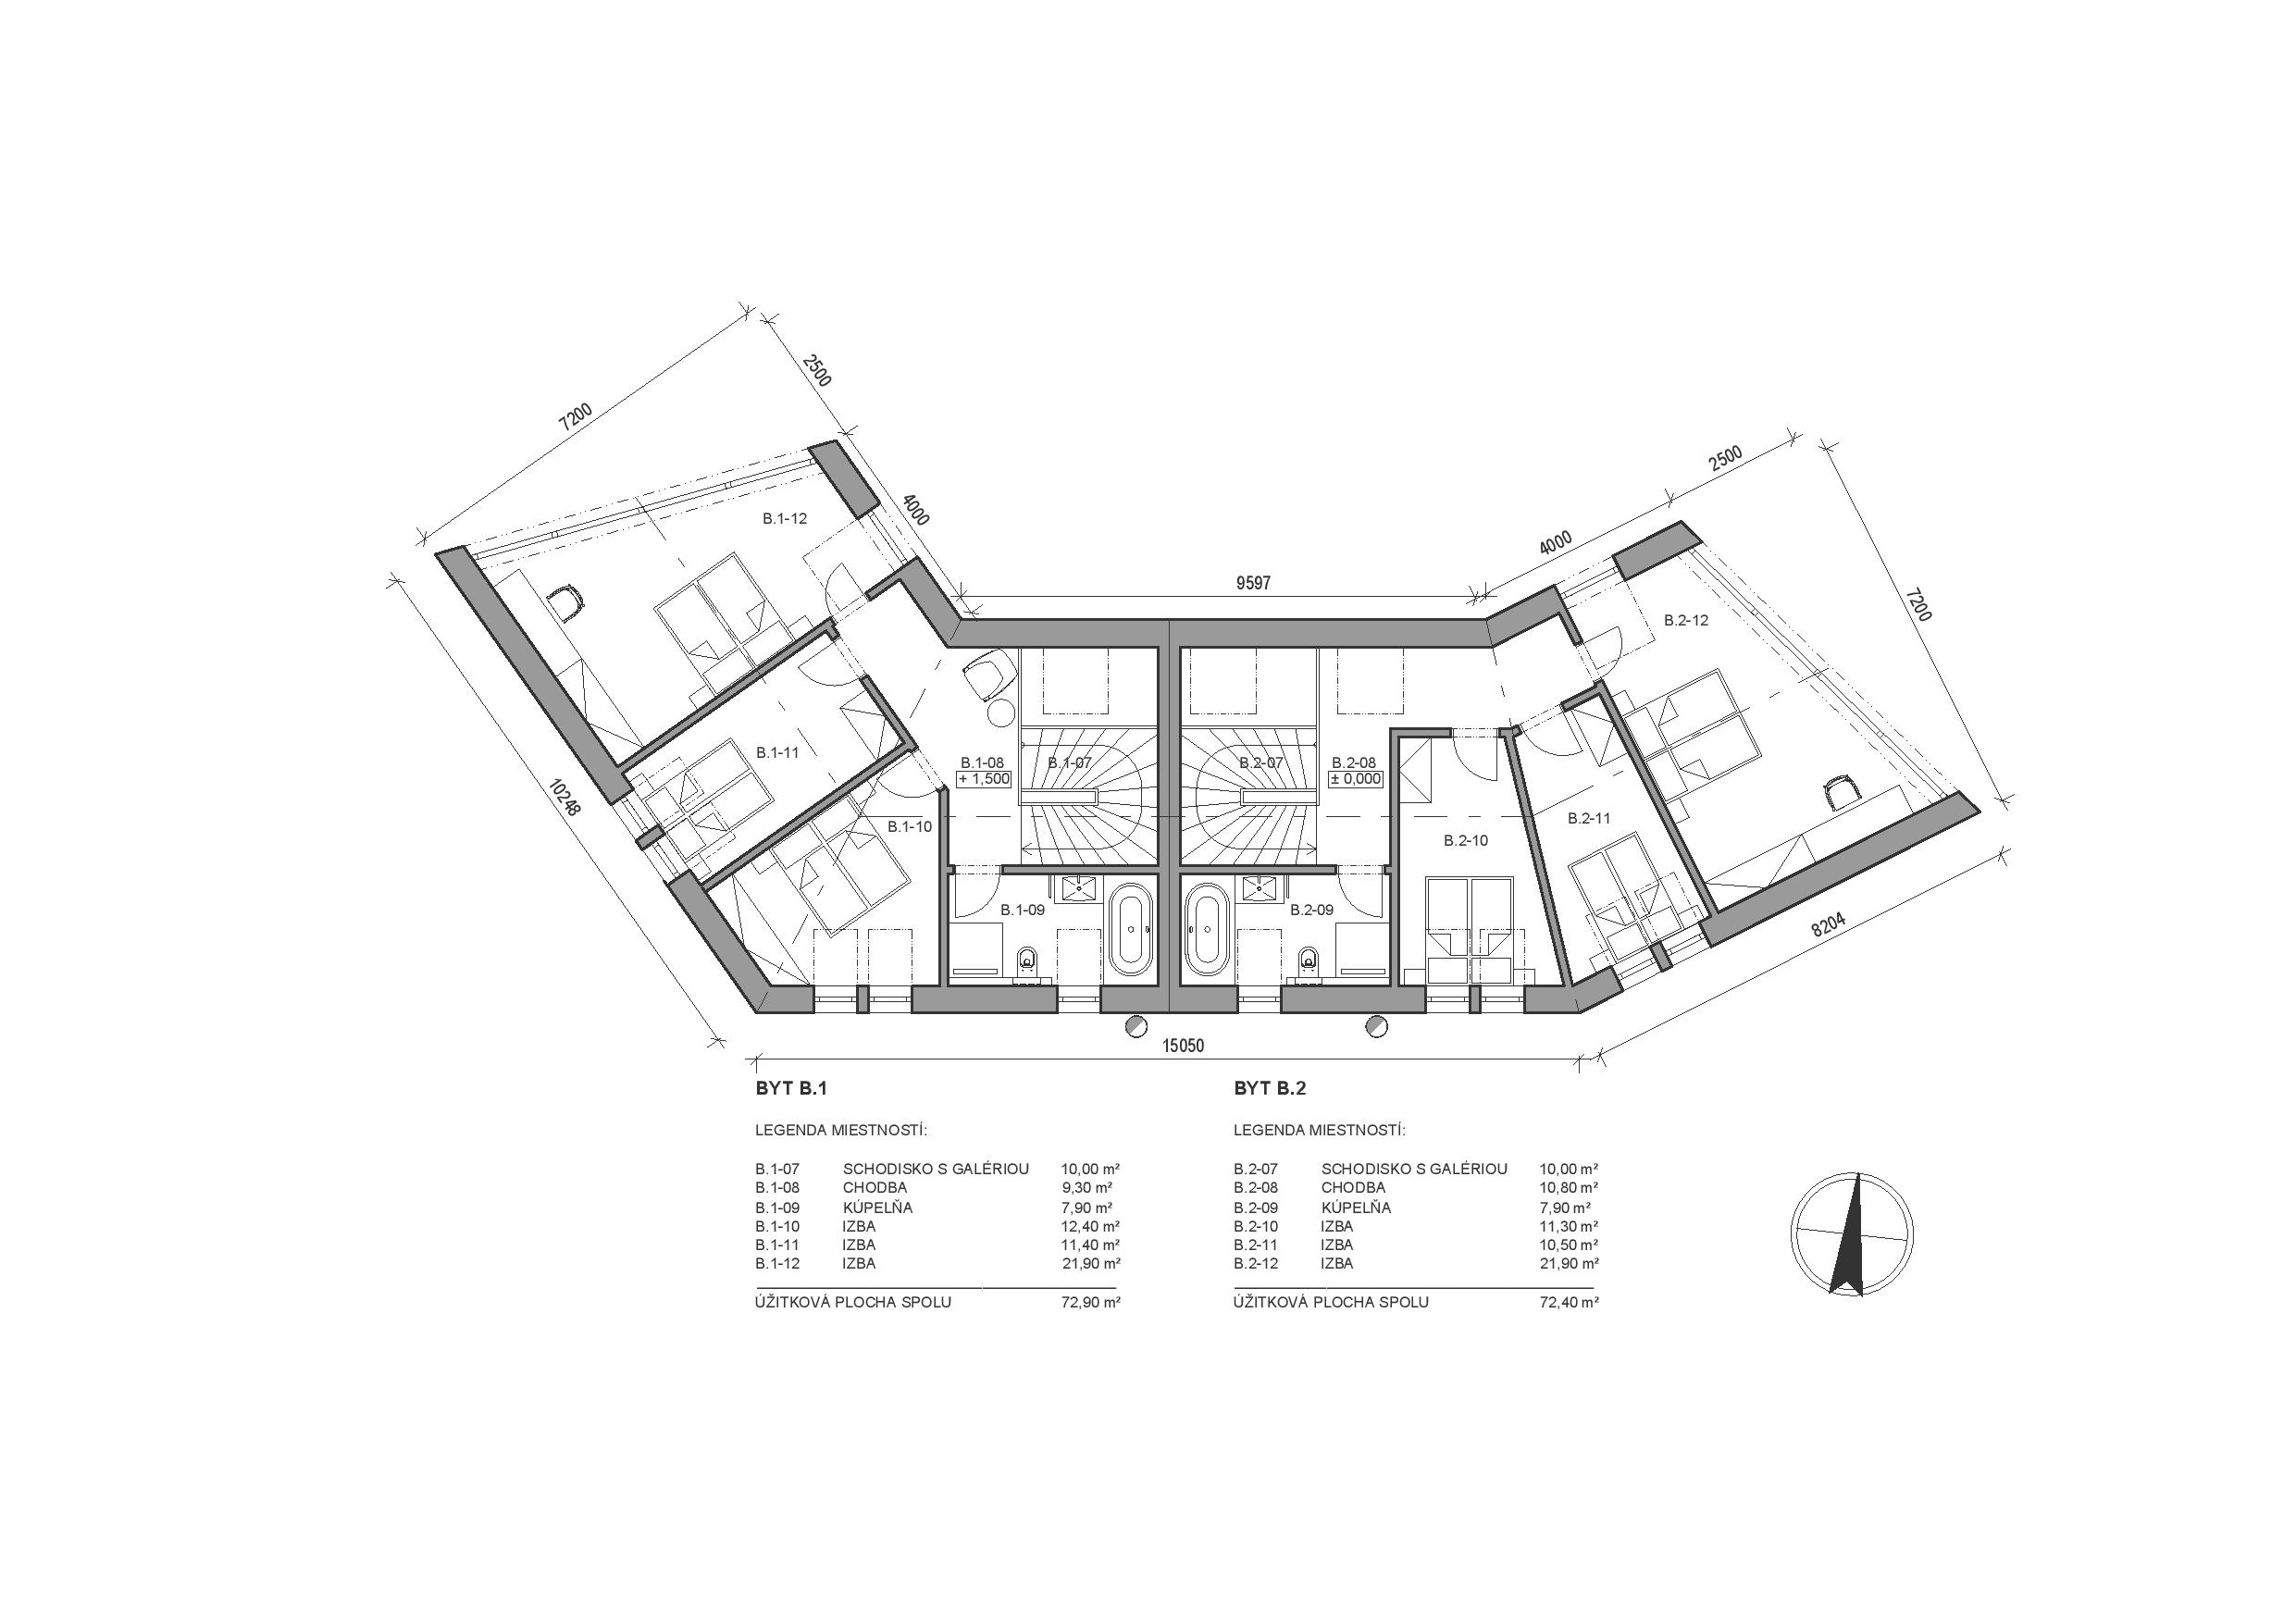 2500
7200
4000
B.1-12
2500
4000
9597
7200
B.2-12
B.1-11
B.1-08
+ 1,500
B.1-07
B.2-07
B.2-08
± 0,000
10248
B.1-10
B.2-10
B.2-11
B.1-09
B.2-09
8204
15050
BYT B.1
LEGENDA MIESTNOSTÍ:
B.1-07 SCHODISKO S GALÉRIOU 10,00 m²
B.1-08 CHODBA 9,30 m²
B.1-09 KÚPELŇA 7,90 m²
B.1-10 IZBA 12,40 m²
B.1-11 IZBA 11,40 m²
B.1-12 IZBA 21,90 m²
ÚŽITKOVÁ PLOCHA SPOLU 72,90 m²
BYT B.2
LEGENDA MIESTNOSTÍ:
B.2-07 SCHODISKO S GALÉRIOU 10,00 m²
B.2-08 CHODBA 10,80 m²
B.2-09 KÚPELŇA 7,90 m²
B.2-10 IZBA 11,30 m²
B.2-11 IZBA 10,50 m²
B.2-12 IZBA 21,90 m²
ÚŽITKOVÁ PLOCHA SPOLU 72,40 m²